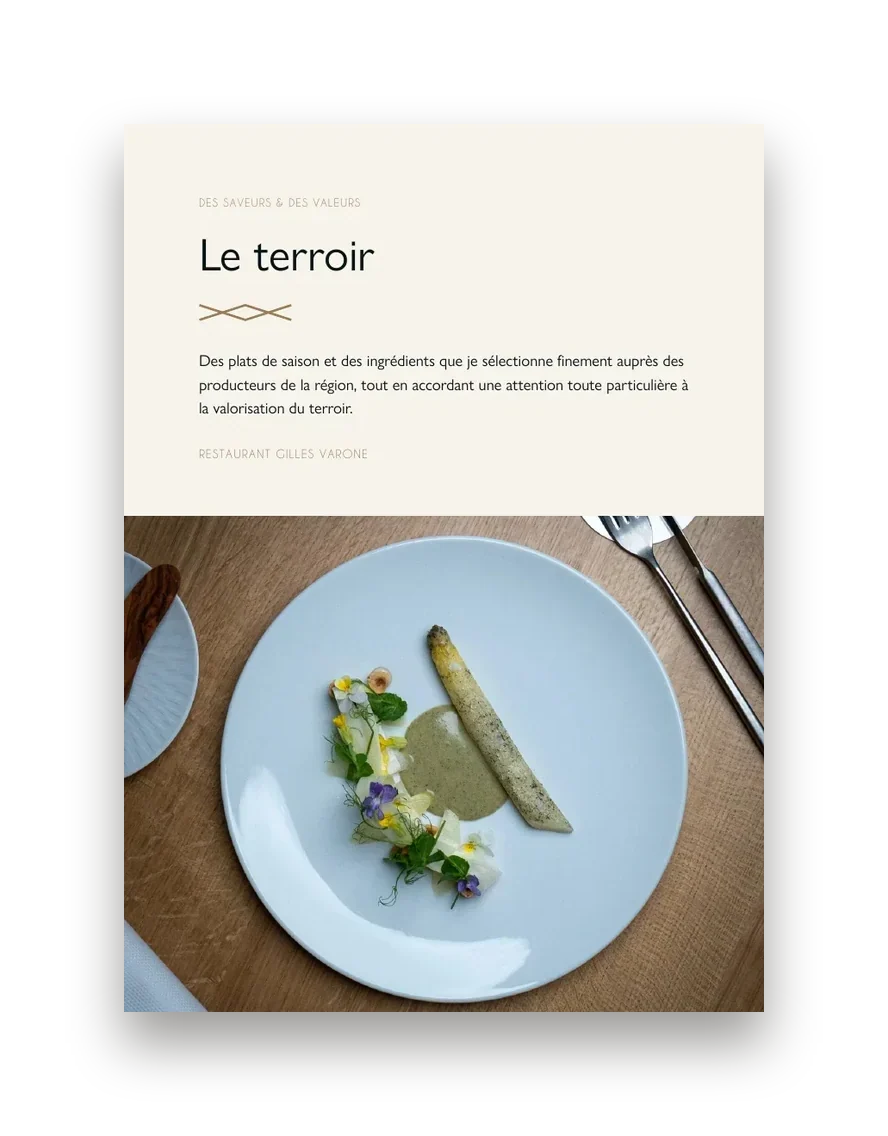 DES SAVEURS & DES VALEURS
Le terroir
Des plats de saison et des ingrédients que je sélectionne finement auprès des
producteurs de la région, tout en accordant une attention toute particulière à
la valorisation du terroir.
RESTAURANT GILLES VARONE